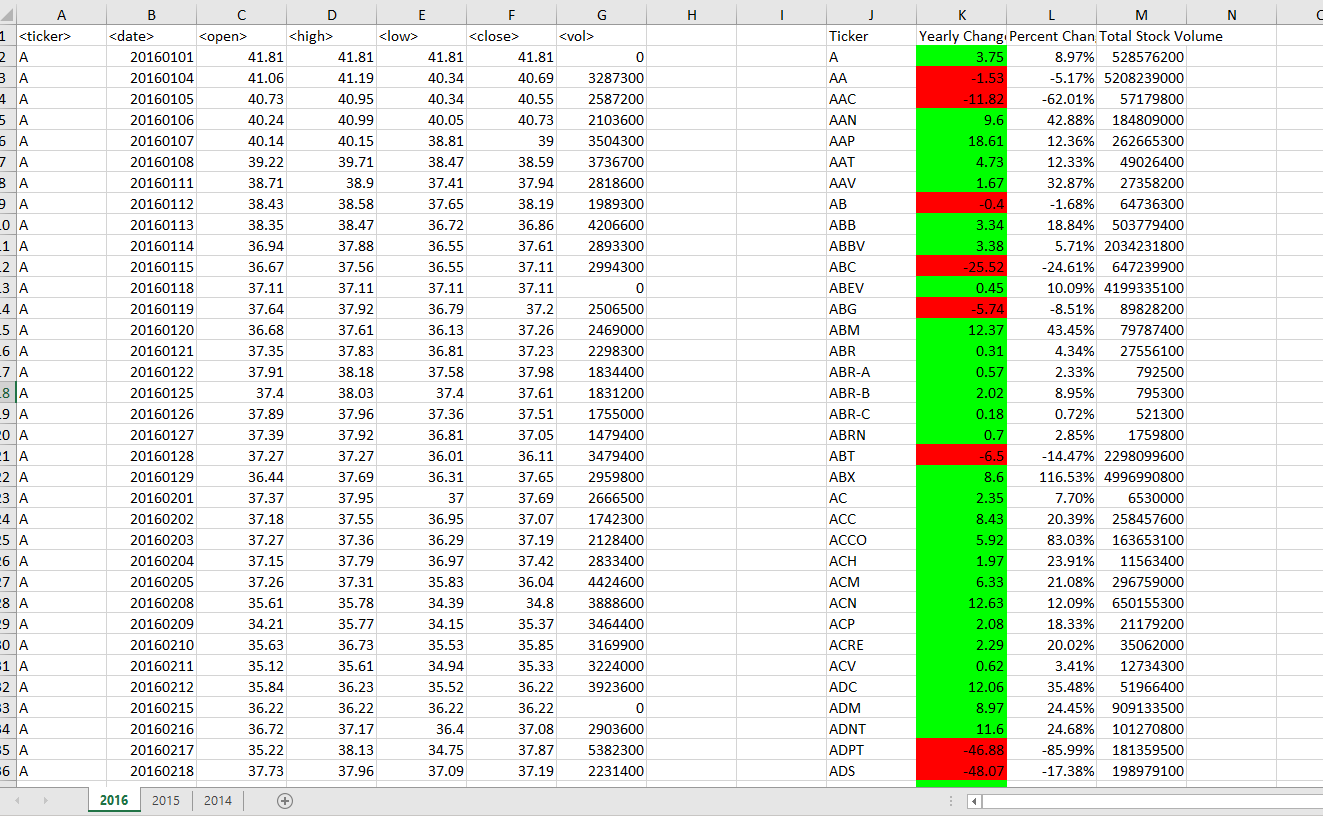 A B C D E F G H I J K L M N
1 <ticker> <date> <open> <high> <low> <close> <vol> Ticker Yearly Chang Percent Chan Total Stock Volume
2 A 20160101 41.81 41.81 41.81 41.81 0 A 3.75 8.97% 528576200
3 A 20160104 41.06 41.19 40.34 40.69 3287300 AA -1.53 -5.17% 5208239000
4 A 20160105 40.73 40.95 40.34 40.55 2587200 AAC -11.82 -62.01% 57179800
5 A 20160106 40.24 40.99 40.05 40.73 2103600 AAN 9.6 42.88% 184809000
6 A 20160107 40.14 40.15 38.81 39 3504300 AAP 18.61 12.36% 262665300
7 A 20160108 39.22 39.71 38.47 38.59 3736700 AAT 4.73 12.33% 49026400
8 A 20160111 38.71 38.9 37.41 37.94 2818600 AAV 1.67 32.87% 27358200
9 A 20160112 38.43 38.58 37.65 38.19 1989300 AB -0.4 -1.68% 64736300
10 A 20160113 38.35 38.47 36.72 36.86 4206600 ABB 3.34 18.84% 503779400
11 A 20160114 36.94 37.88 36.55 37.61 2893300 ABBV 3.38 5.71% 2034231800
12 A 20160115 36.67 37.56 36.55 37.11 2994300 ABC -25.52 -24.61% 647239900
13 A 20160118 37.11 37.11 37.11 37.11 0 ABEV 0.45 10.09% 4199335100
14 A 20160119 37.64 37.92 36.79 37.2 2506500 ABG -5.74 -8.51% 89828200
15 A 20160120 36.68 37.61 36.13 37.26 2469000 ABM 12.37 43.45% 79787400
16 A 20160121 37.35 37.83 36.81 37.23 2298300 ABR 0.31 4.34% 27556100
17 A 20160122 37.91 38.18 37.58 37.98 1834400 ABR-A 0.57 2.33% 792500
18 A 20160125 37.4 38.03 37.4 37.61 1831200 ABR-B 2.02 8.95% 795300
19 A 20160126 37.89 37.96 37.36 37.51 1755000 ABR-C 0.18 0.72% 521300
20 A 20160127 37.39 37.92 36.81 37.05 1479400 ABRN 0.7 2.85% 1759800
21 A 20160128 37.27 37.27 36.01 36.11 3479400 ABT -6.5 -14.47% 2298099600
22 A 20160129 36.44 37.69 36.31 37.65 2959800 ABX 8.6 116.53% 4996990800
23 A 20160201 37.37 37.95 37 37.69 2666500 AC 2.35 7.70% 6530000
24 A 20160202 37.18 37.55 36.95 37.07 1742300 ACC 8.43 20.39% 258457600
25 A 20160203 37.27 37.36 36.29 37.19 2128400 ACCO 5.92 83.03% 163653100
26 A 20160204 37.15 37.79 36.97 37.42 2833400 ACH 1.97 23.91% 11563400
27 A 20160205 37.26 37.31 35.83 36.04 4424600 ACM 6.33 21.08% 296759000
28 A 20160208 35.61 35.78 34.39 34.8 3888600 ACN 12.63 12.09% 650155300
29 A 20160209 34.21 35.77 34.15 35.37 3464400 ACP 2.08 18.33% 21179200
30 A 20160210 35.63 36.73 35.53 35.85 3169900 ACRE 2.29 20.02% 35062000
31 A 20160211 35.12 35.61 34.94 35.33 3224000 ACV 0.62 3.41% 12734300
32 A 20160212 35.84 36.23 35.52 36.22 3923600 ADC 12.06 35.48% 51966400
33 A 20160215 36.22 36.22 36.22 36.22 0 ADM 8.97 24.45% 909133500
34 A 20160216 36.72 37.17 36.4 37.08 2903600 ADNT 11.6 24.68% 101270800
35 A 20160217 35.22 38.13 34.75 37.87 5382300 ADPT -46.88 -85.99% 181359500
36 A 20160218 37.73 37.96 37.09 37.19 2231400 ADS -48.07 -17.38% 198979100
2016 2015 2014